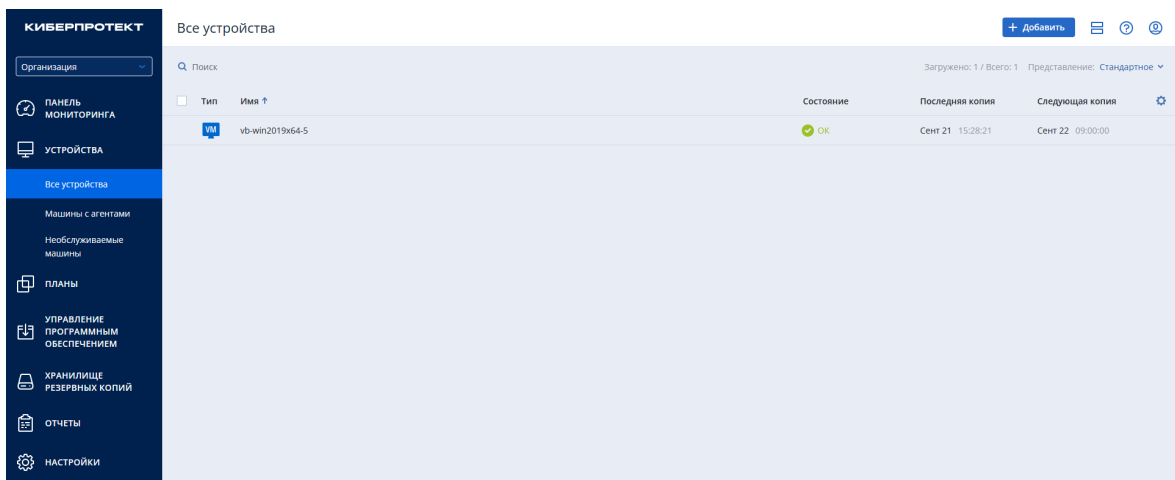 КИБЕРПРОТЕКТ
Все устройства
+ Добавить
Организация
Поиск
Загружено: 1 / Всего: 1 Представление: Стандартное
ПАНЕЛЬ
МОНИТОРИНГА
Тип Имя ↑ Состояние Последняя копия Следующая копия
VM vb-win2019x64-5 ОК Сент 21 15:28:21 Сент 22 09:00:00
УСТРОЙСТВА
Все устройства
Машины с агентами
Необслуживаемые
машины
ПЛАНЫ
УПРАВЛЕНИЕ
ПРОГРАММНЫМ
ОБЕСПЕЧЕНИЕМ
ХРАНИЛИЩЕ
РЕЗЕРВНЫХ КОПИЙ
ОТЧЕТЫ
НАСТРОЙКИ